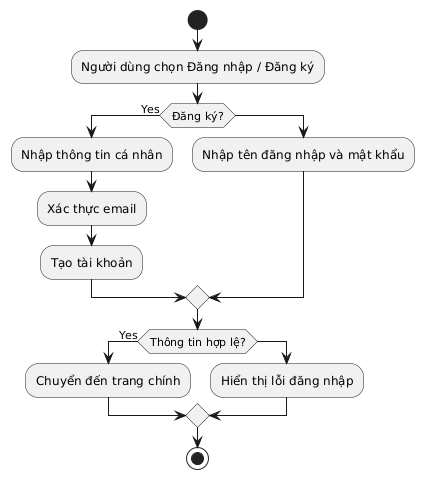 Người dùng chọn Đăng nhập / Đăng ký
Yes
Đăng ký?
Nhập thông tin cá nhân
Nhập tên đăng nhập và mật khẩu
Xác thực email
Tạo tài khoản
Yes
Thông tin hợp lệ?
Chuyển đến trang chính
Hiển thị lỗi đăng nhập